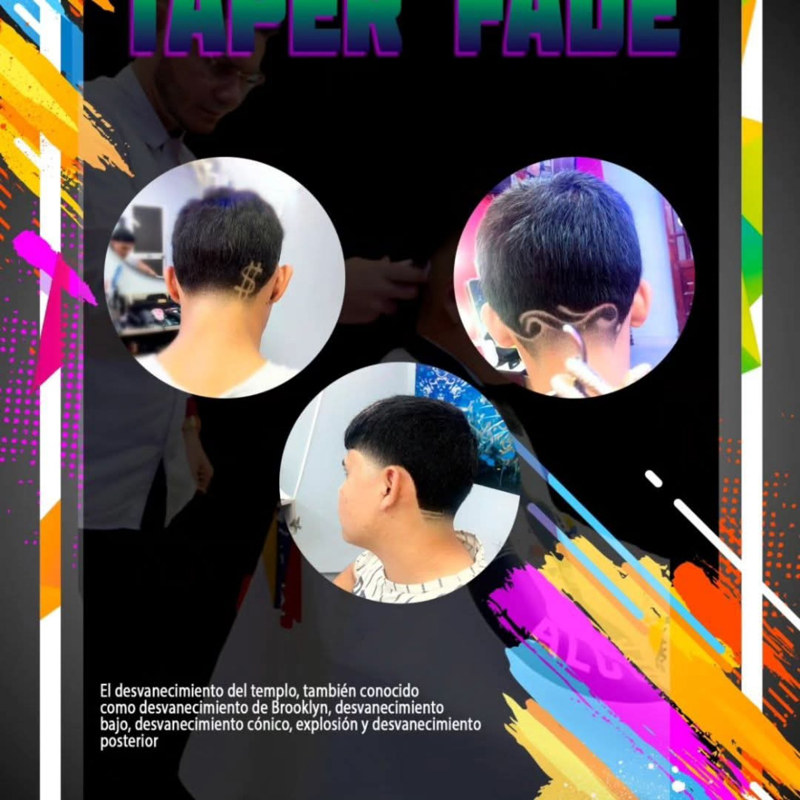 TAPER FADE
El desvanecimiento del templo, también conocido
como desvanecimiento de Brooklyn, desvanecimiento
bajo, desvanecimiento cónico, explosión y desvanecimiento
posterior